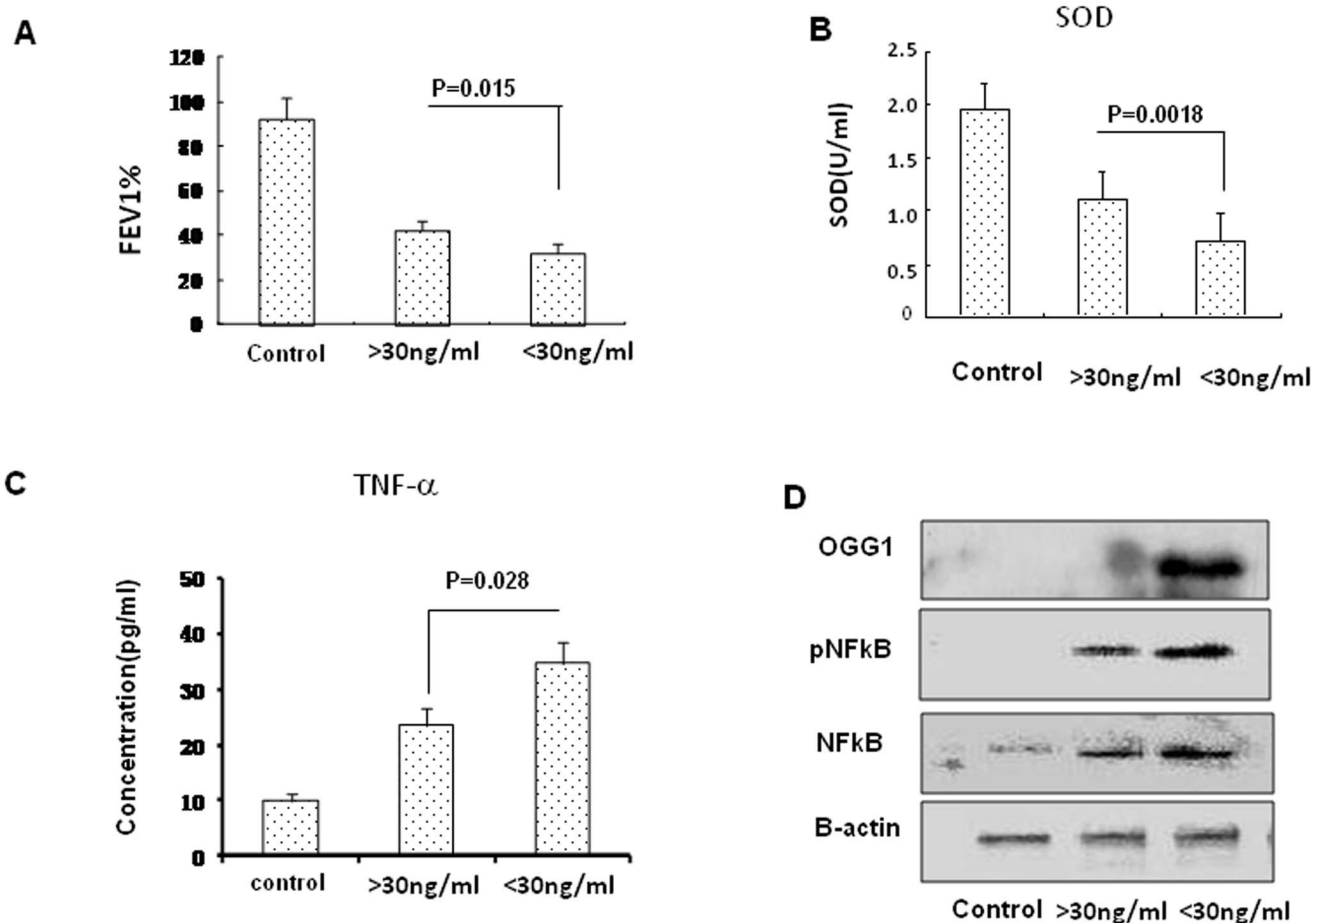 A
120
100
80
60
40
20
0
FEV1%
P=0.015
Control >30ng/ml <30ng/ml
B
SOD
2.5
2.0
1.5
1.0
0.5
0
SOD(U/ml)
P=0.0018
Control >30ng/ml <30ng/ml
C
TNF-α
50
40
30
20
10
0
Concentration(pg/ml)
P=0.028
control >30ng/ml <30ng/ml
D
OGG1
pNFkB
NFkB
B-actin
Control >30ng/ml <30ng/ml